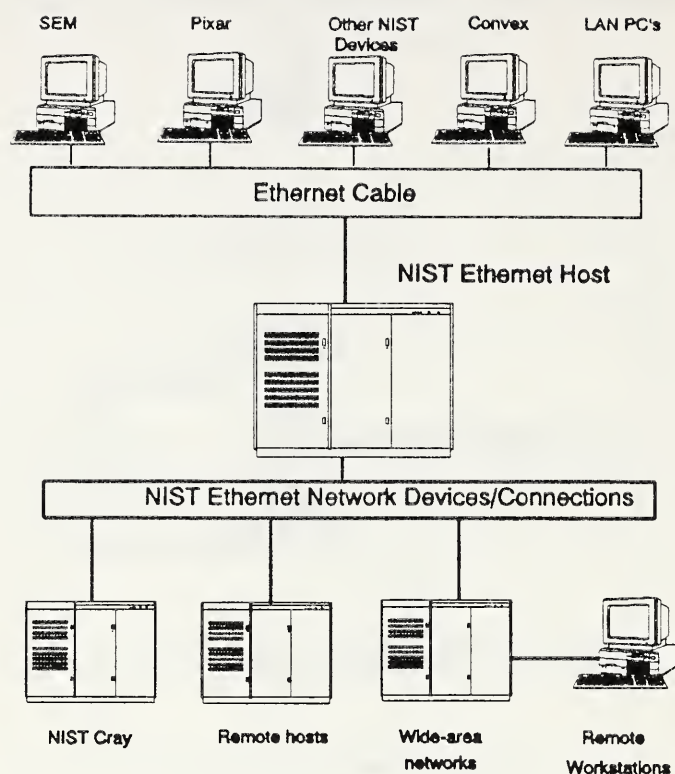 SEM
Pixar
Other NIST
Devices
Convex
LAN PC's
Ethernet Cable
NIST Ethernet Host
NIST Ethernet Network Devices/Connections
NIST Cray
Remote hosts
Wide-area
networks
Remote
Workstations